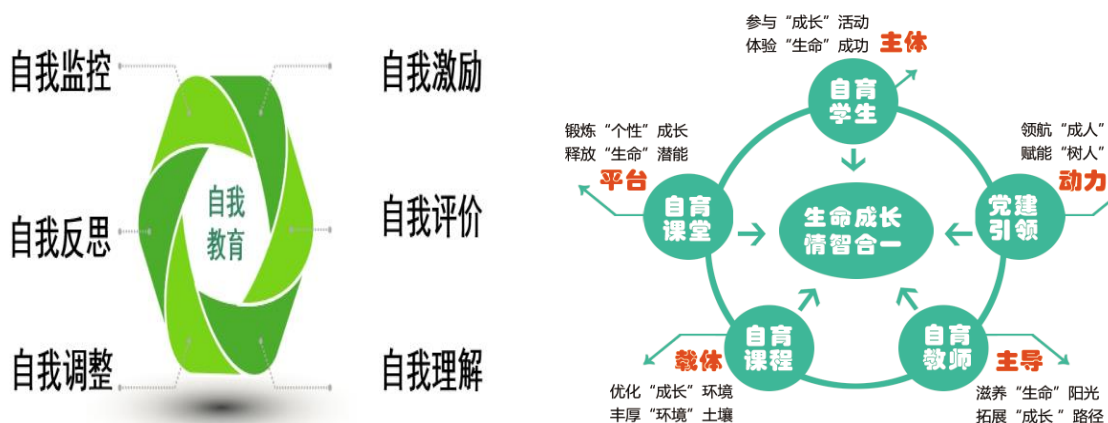 自我监控
自我激励
自我
教育
自我反思
自我评价
自我调整
自我理解
参与“成长”活动
体验“生命”成功
主体
自育
学生
锻炼“个性”成长
释放“生命”潜能
平台
自育
课堂
领航“成人”
赋能“树人”
动力
党建
引领
生命成长
情智合一
自育
课程
载体
优化“成长”环境
丰厚“环境”土壤
自育
教师
主导
滋养“生命”阳光
拓展“成长”路径